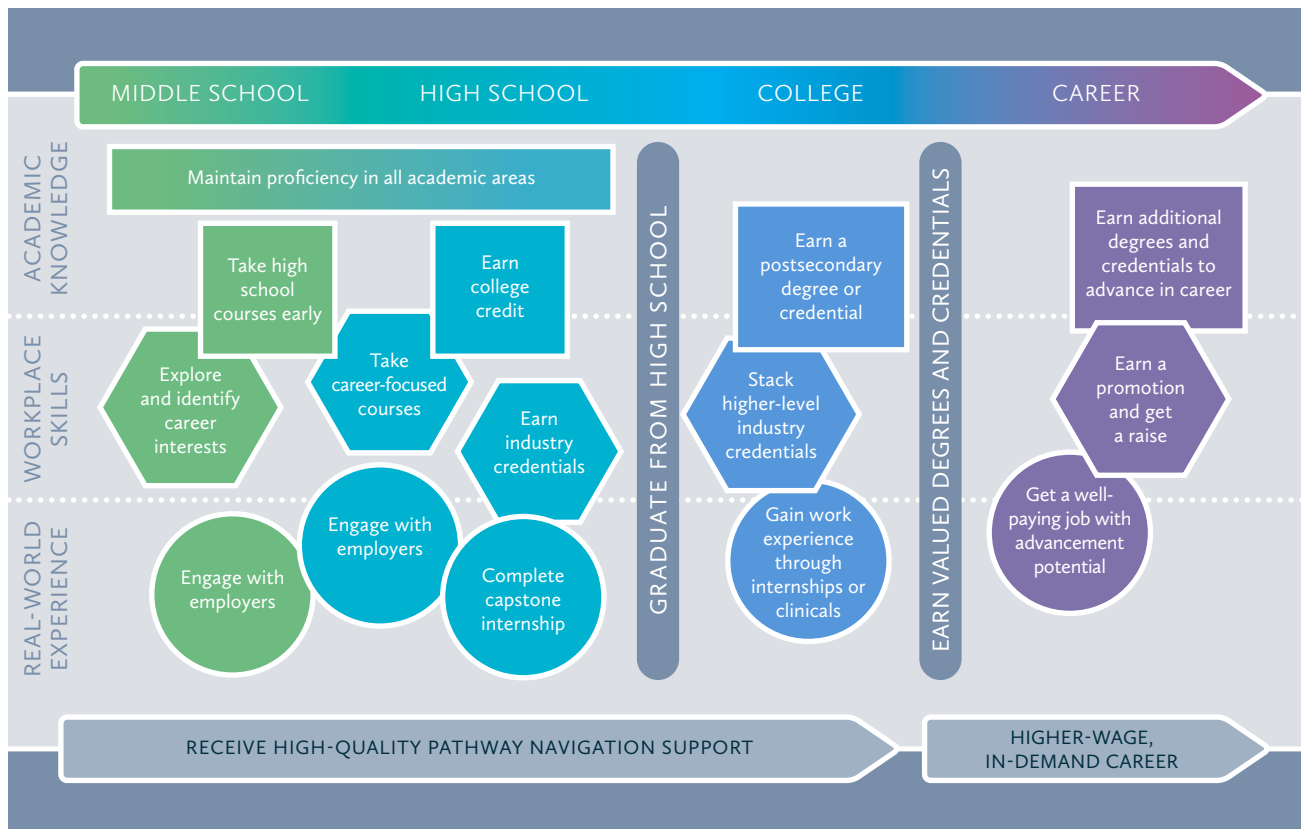 MIDDLE SCHOOL
HIGH SCHOOL
COLLEGE
CAREER
ACADEMIC
KNOWLEDGE
Maintain proficiency in all academic areas
Take high
school
courses early
Earn
college
credit
Earn a
postsecondary
degree or
credential
Earn additional
degrees and
credentials to
advance in career
WORKPLACE
SKILLS
Explore
and identify
career
interests
Take
career-focused
courses
Earn
industry
credentials
Stack
higher-level
industry
credentials
Earn a
promotion
and get
a raise
REAL-WORLD
EXPERIENCE
Engage with
employers
Engage with
employers
Complete
capstone
internship
Gain work
experience
through
internships or
clinicals
Get a well-
paying job with
advancement
potential
GRADUATE FROM HIGH SCHOOL
EARN VALUED DEGREES AND CREDENTIALS
RECEIVE HIGH-QUALITY PATHWAY NAVIGATION SUPPORT
HIGHER-WAGE,
IN-DEMAND CAREER